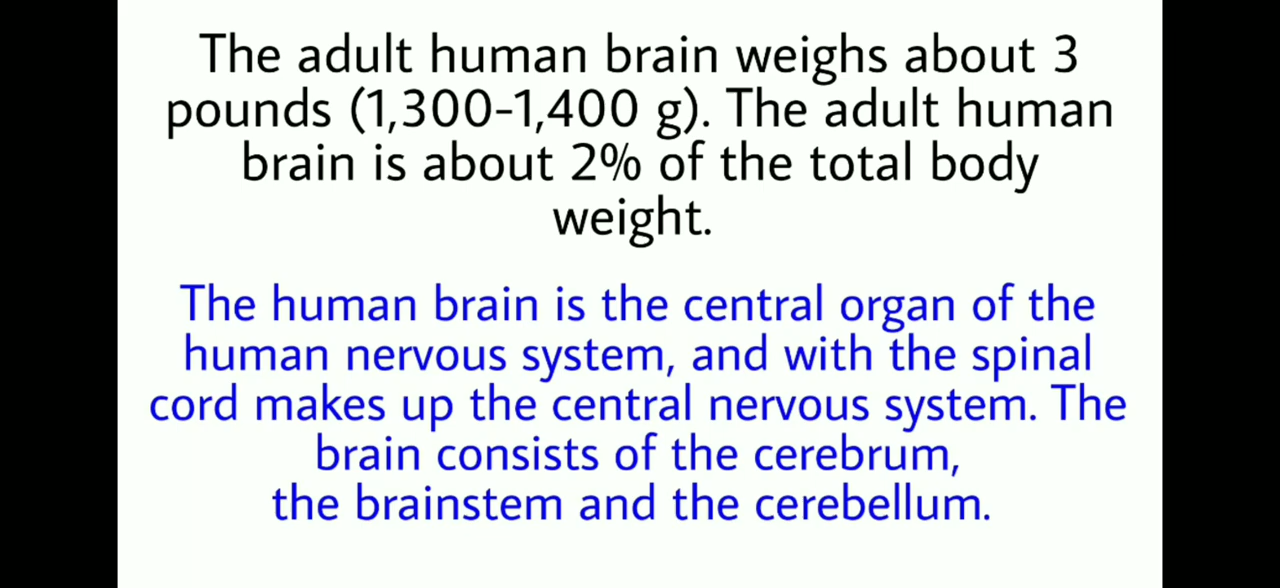 The adult human brain weighs about 3
pounds (1,300-1,400 g). The adult human
brain is about 2% of the total body
weight.
The human brain is the central organ of the
human nervous system, and with the spinal
cord makes up the central nervous system. The
brain consists of the cerebrum,
the brainstem and the cerebellum.